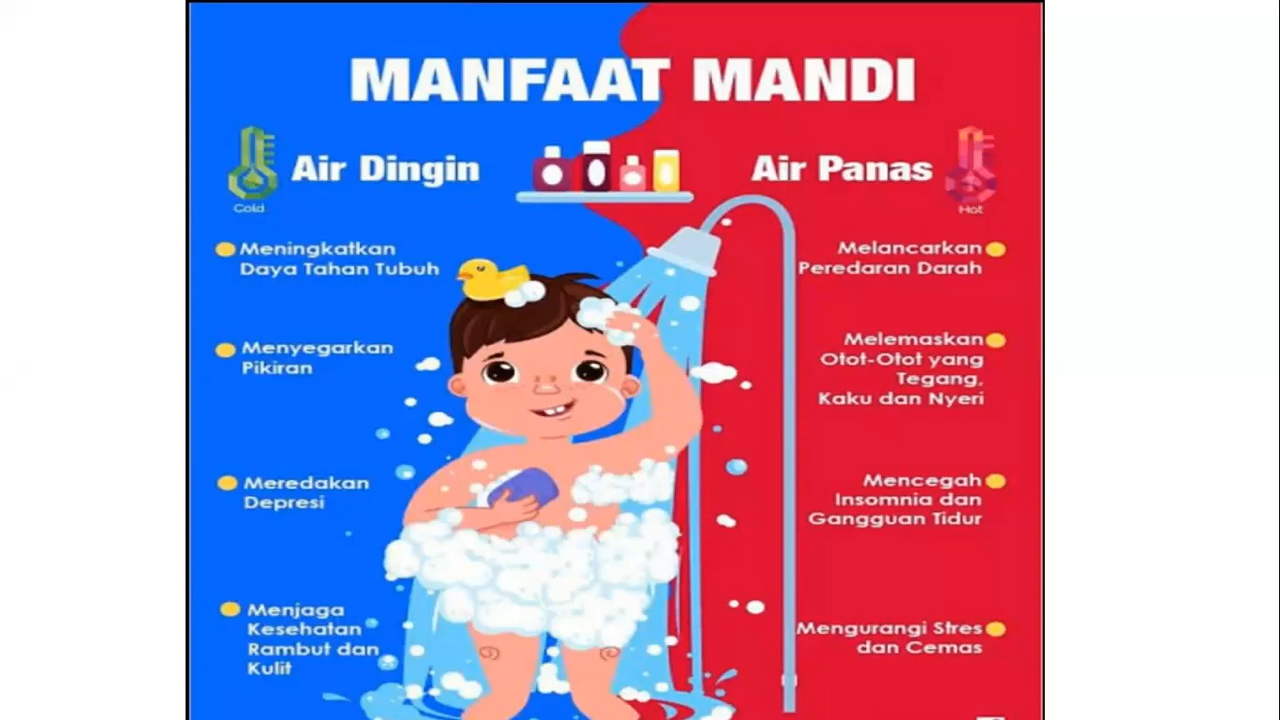 MANFAAT MANDI
Air Dingin
Cold
Meningkatkan
Daya Tahan Tubuh
Menyegarkan
Pikiran
Meredakan
Depresi
Menjaga
Kesehatan
Rambut dan
Kulit
Air Panas
Hot
Melancarkan
Peredaran Darah
Melemaskan
Otot-Otot yang
Tegang,
Kaku dan Nyeri
Mencegah
Insomnia dan
Gangguan Tidur
Mengurangi Stres
dan Cemas